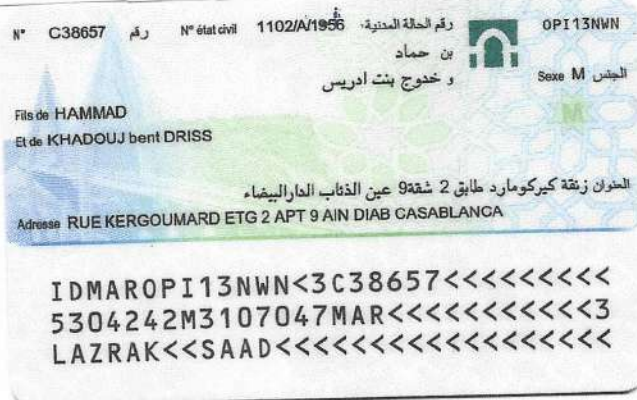 N° C38657 رقم N° état civil 1102/A/1956 رقم الحالة المدنية OPI13NWN
بن حماد
و خدوج بنت ادريس
Sexe M الجنس
M
Fils de HAMMAD
Et de KHADOUJ bent DRISS
العنوان زنقة كيركومارد طابق 2 شقة9 عين الذئاب الدارالبيضاء
Adresse RUE KERGOUMARD ETG 2 APT 9 AIN DIAB CASABLANCA
IDMAROPI13NWN<3C38657<<<<<<<<<
5304242M3107047MAR<<<<<<<<<<<3
LAZRAK<<SAAD<<<<<<<<<<<<<<<<<<